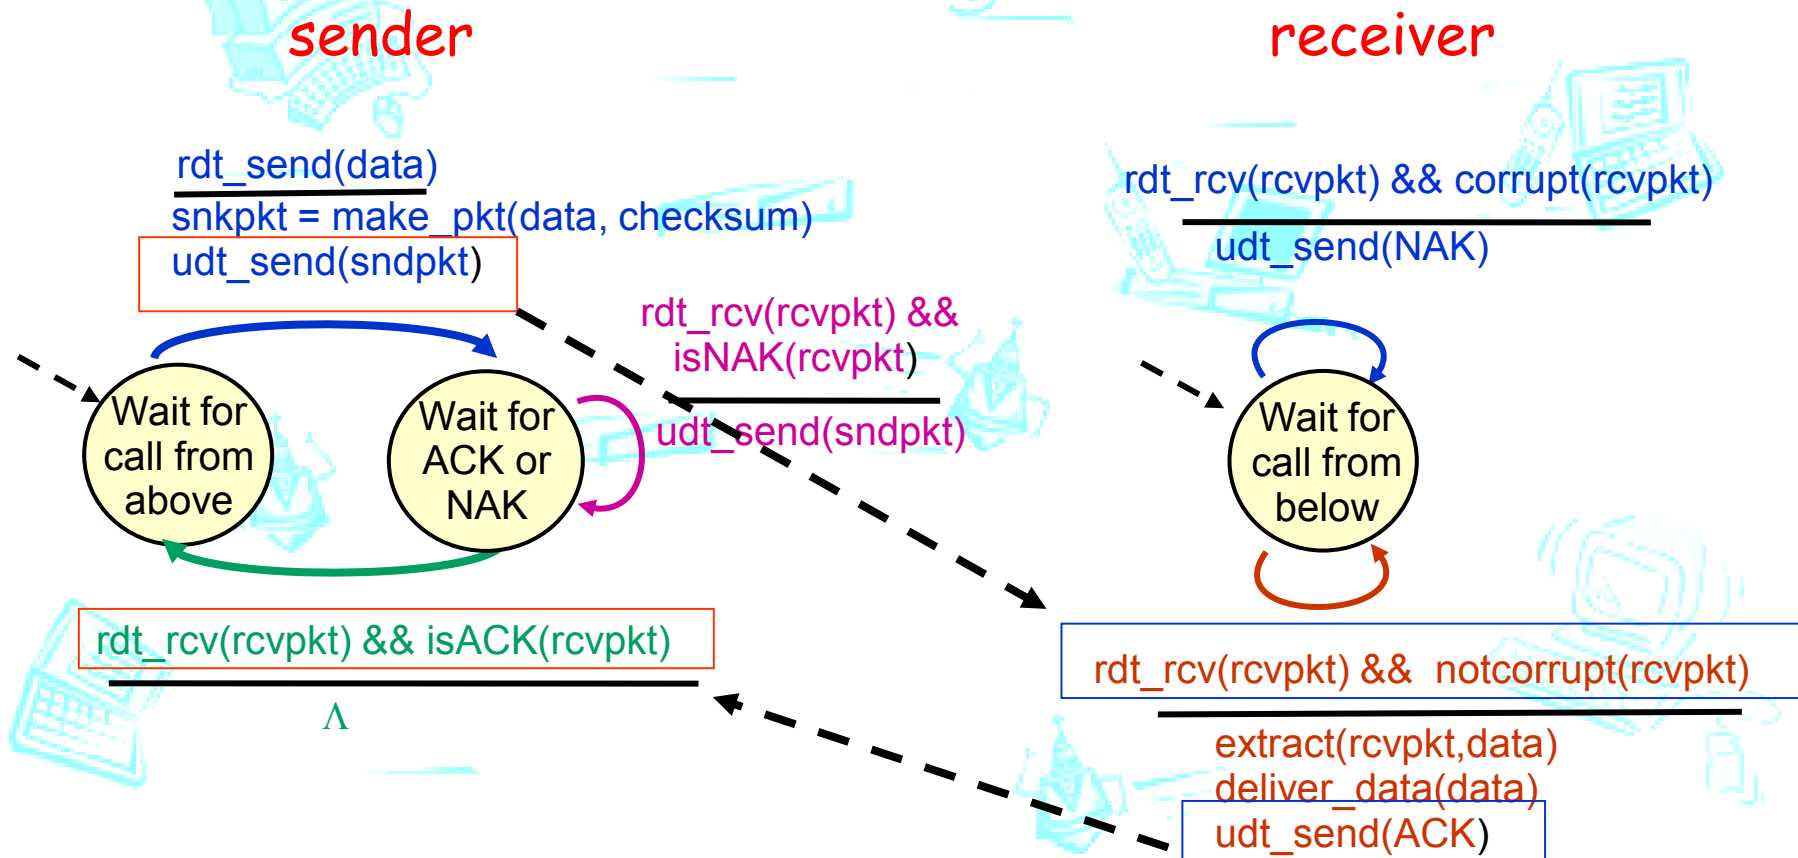 sender
rdt_send(data)
snkpkt = make_pkt(data, checksum)
udt_send(sndpkt)
rdt_rcv(rcvpkt) &&
isNAK(rcvpkt)
udt_send(sndpkt)
Wait for
call from
above
Wait for
ACK or
NAK
rdt_rcv(rcvpkt) && isACK(rcvpkt)
Λ
receiver
rdt_rcv(rcvpkt) && corrupt(rcvpkt)
udt_send(NAK)
Wait for
call from
below
rdt_rcv(rcvpkt) && notcorrupt(rcvpkt)
extract(rcvpkt,data)
deliver_data(data)
udt_send(ACK)